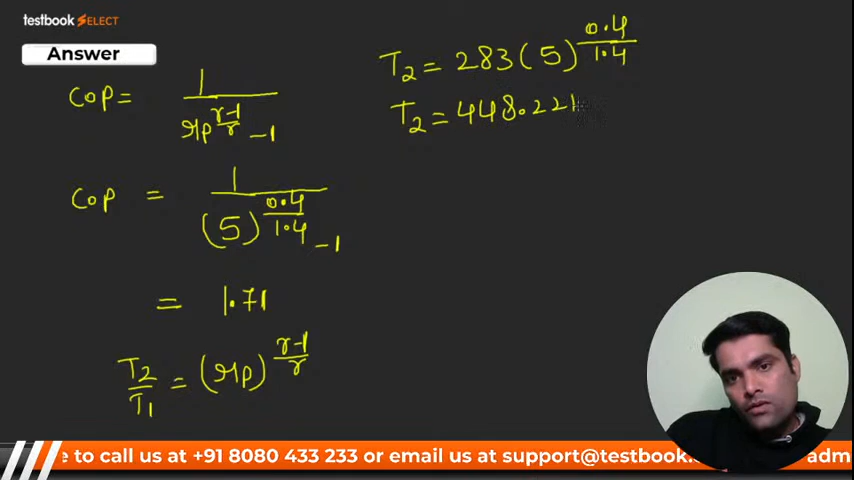 testbook SELECT
Answer
COP = 1 / (rp^((r-1)/r) - 1)
COP = 1 / ((5)^(0.4/1.4) - 1)
= 1.71
T2/T1 = (rp)^((r-1)/r)
T2 = 283(5)^(0.4/1.4)
T2 = 448.221
e to call us at +91 8080 433 233 or email us at support@testbook.
adm